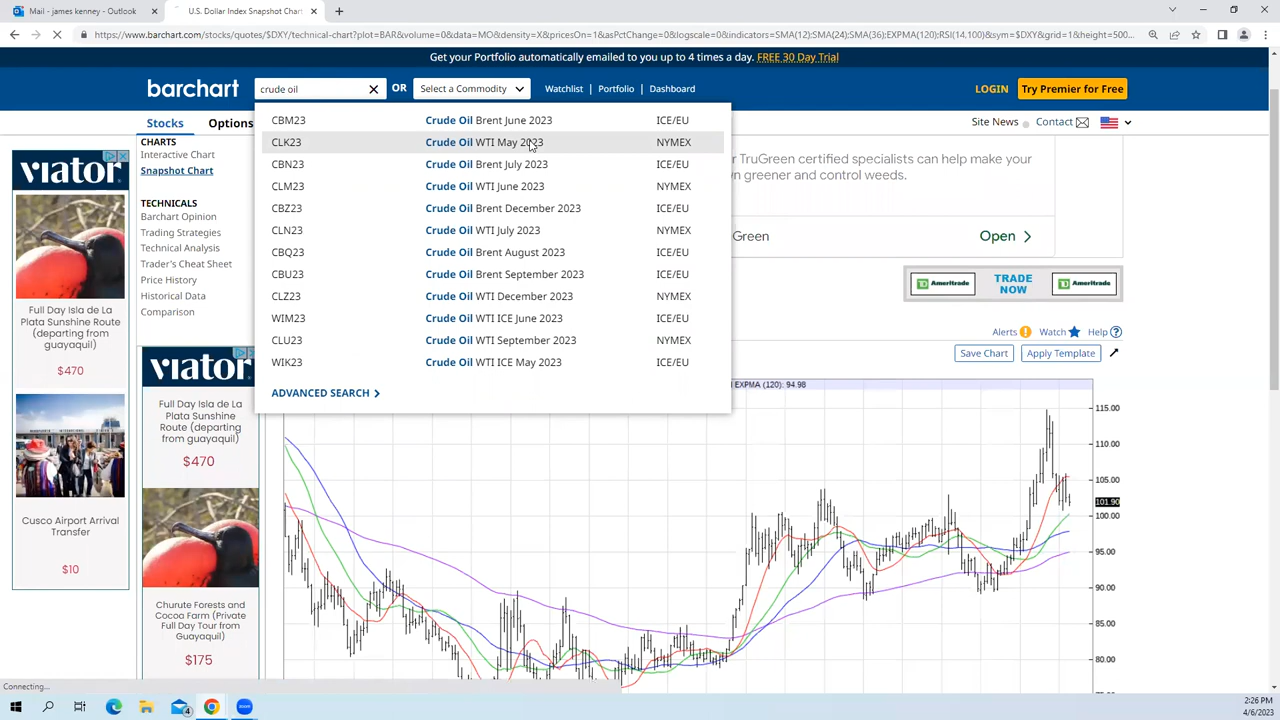 Mail - james kenney - Outlook
U.S. Dollar Index Snapshot Char
https://www.barchart.com/stocks/quotes/$DXY/technical-chart?plot=BAR&volume=0&data=MO&density=X&pricesOn=1&asPctChange=0&logscale=0&indicators=SMA(12);SMA(24);SMA(36);EXPMA(120);RSI(14,100)&sym=$DXY&grid=1&height=500...
Get your Portfolio automatically emailed to you up to 4 times a day. FREE 30 Day Trial
barchart
crude oil
OR
Select a Commodity
Watchlist
Portfolio
Dashboard
LOGIN
Try Premier for Free
Stocks
Options
Site News
Contact
CHARTS
Interactive Chart
Snapshot Chart
TECHNICALS
Barchart Opinion
Trading Strategies
Technical Analysis
Trader's Cheat Sheet
Price History
Historical Data
Comparison
CBM23 Crude Oil Brent June 2023 ICE/EU
CLK23 Crude Oil WTI May 2023 NYMEX
CBN23 Crude Oil Brent July 2023 ICE/EU
CLM23 Crude Oil WTI June 2023 NYMEX
CBZ23 Crude Oil Brent December 2023 ICE/EU
CLN23 Crude Oil WTI July 2023 NYMEX
CBQ23 Crude Oil Brent August 2023 ICE/EU
CBU23 Crude Oil Brent September 2023 ICE/EU
CLZ23 Crude Oil WTI December 2023 NYMEX
WIM23 Crude Oil WTI ICE June 2023 ICE/EU
CLU23 Crude Oil WTI September 2023 NYMEX
WIK23 Crude Oil WTI ICE May 2023 ICE/EU
ADVANCED SEARCH
r TruGreen certified specialists can help make your
n greener and control weeds.
Green
Open
Ameritrade
TRADE
NOW
Ameritrade
Alerts
Watch
Help
Save Chart
Apply Template
EXPMA (120): 94.98
115.00
110.00
105.00
101.90
100.00
95.00
90.00
85.00
80.00
viator
Full Day Isla de La
Plata Sunshine Route
(departing from
guayaquil)
$470
Cusco Airport Arrival
Transfer
$10
viator
Full Day Isla de La
Plata Sunshine
Route (departing
from guayaquil)
$470
Churute Forests and
Cocoa Farm (Private
Full Day Tour from
Guayaquil)
$175
Connecting...
4
zoom
2:26 PM
4/6/2023